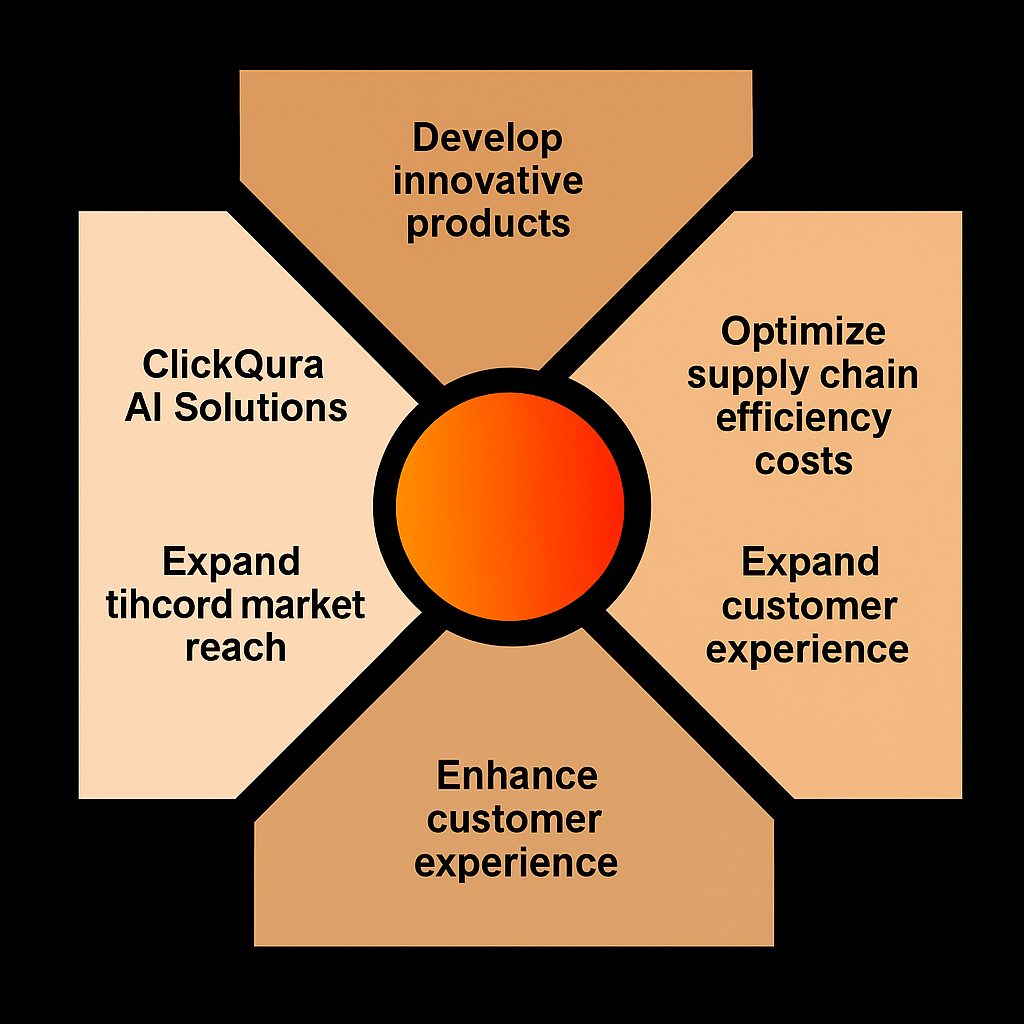 Develop
innovative
products
ClickQura
AI Solutions
Expand
tihcord market
reach
Optimize
supply chain
efficiency
costs
Expand
customer
experience
Enhance
customer
experience